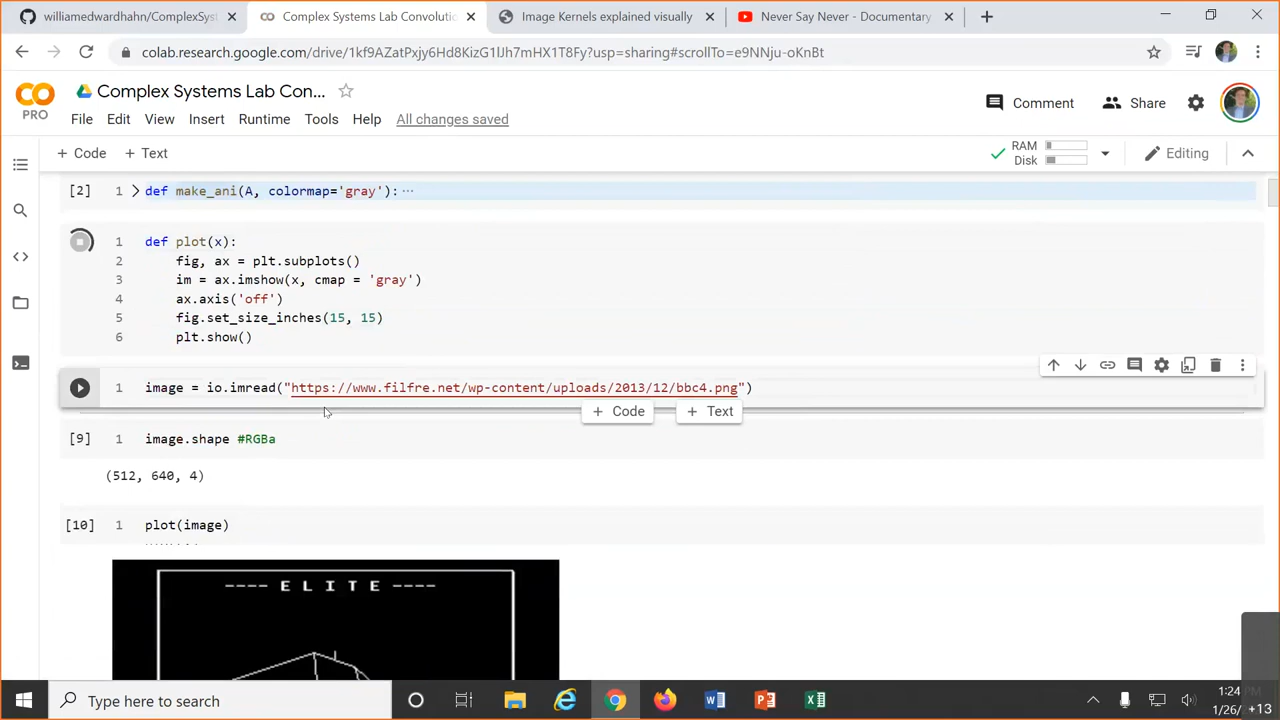 williamedwardhahn/ComplexSyst
Complex Systems Lab Convolutio
Image Kernels explained visually
Never Say Never - Documentary
colab.research.google.com/drive/1kf9AZatPxjy6Hd8KizG1lJh7mHX1T8Fy?usp=sharing#scrollTo=e9NNju-oKnBt
PRO
Complex Systems Lab Con...
Comment
Share
File Edit View Insert Runtime Tools Help All changes saved
+ Code + Text
RAM
Disk
Editing
[2] 1 def make_ani(A, colormap='gray'):···
1 def plot(x):
2 fig, ax = plt.subplots()
3 im = ax.imshow(x, cmap = 'gray')
4 ax.axis('off')
5 fig.set_size_inches(15, 15)
6 plt.show()
1 image = io.imread("https://www.filfre.net/wp-content/uploads/2013/12/bbc4.png")
+ Code + Text
[9] 1 image.shape #RGBa
(512, 640, 4)
[10] 1 plot(image)
---- E L I T E ----
Type here to search
1:24 PM
1/26/
+13